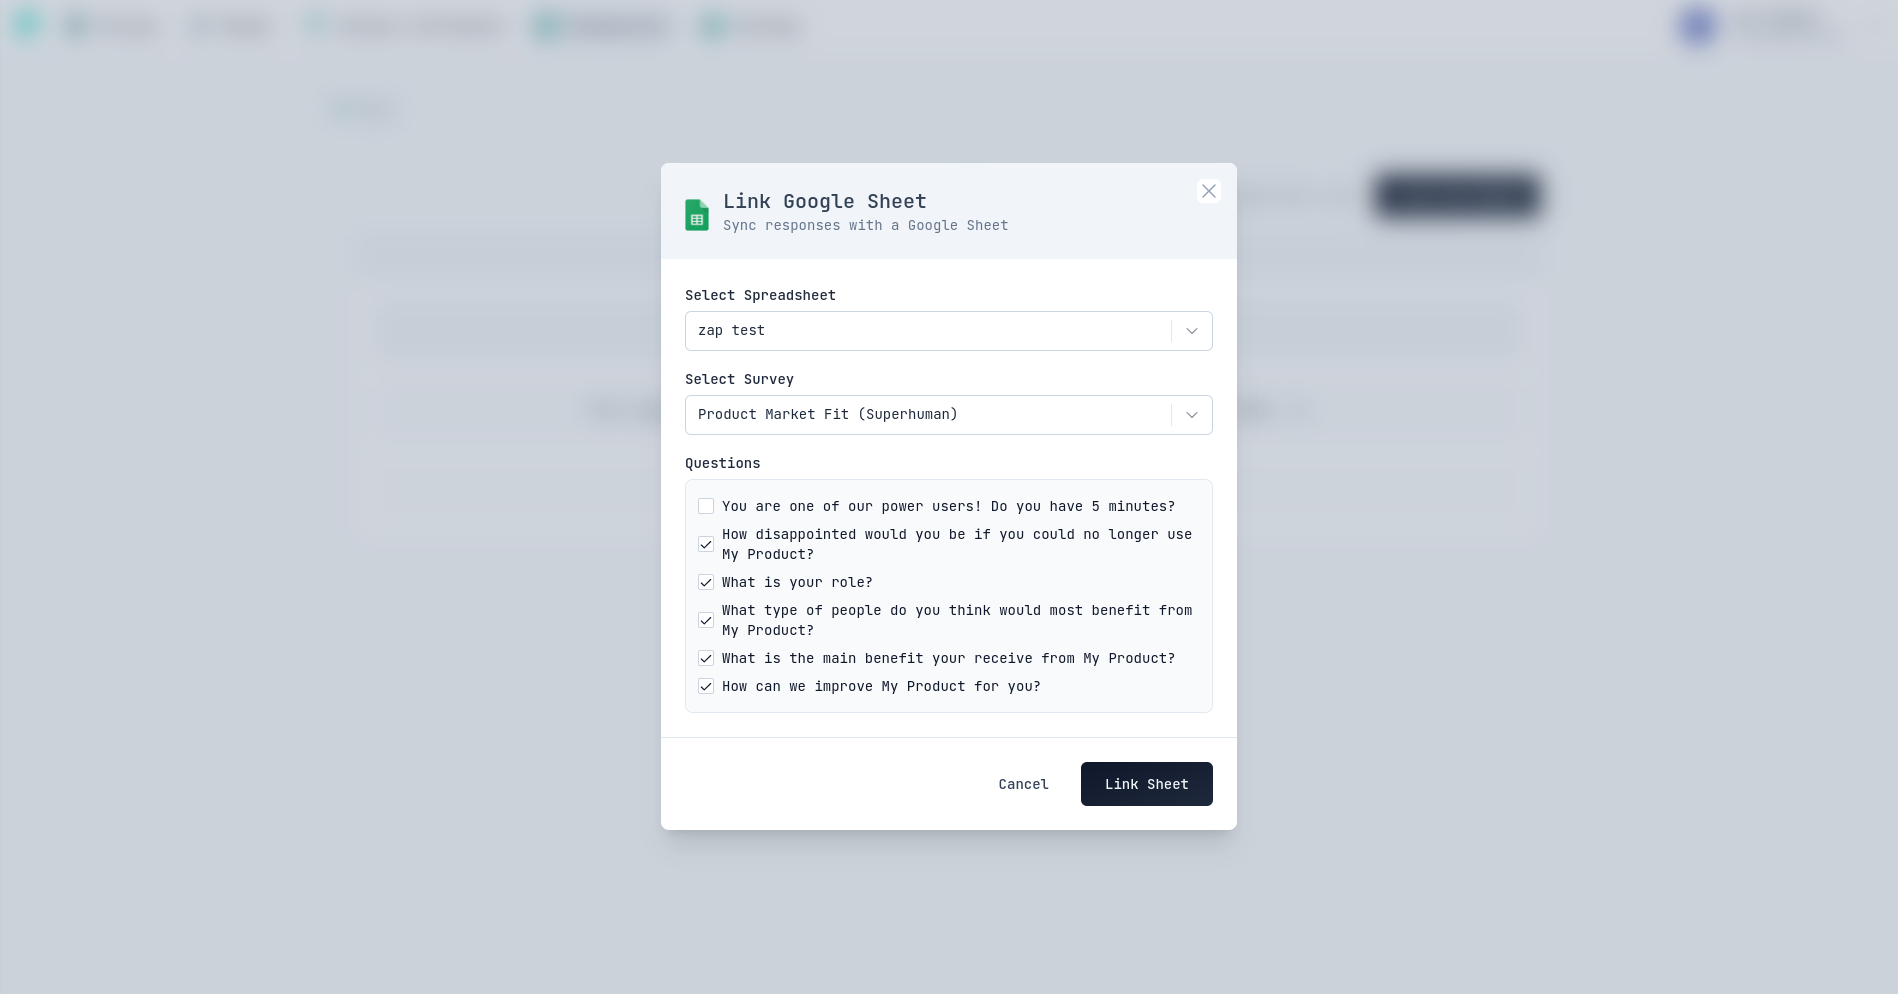 Link Google Sheet
Sync responses with a Google Sheet
Select Spreadsheet
zap test
Select Survey
Product Market Fit (Superhuman)
Questions
You are one of our power users! Do you have 5 minutes?
How disappointed would you be if you could no longer use
My Product?
What is your role?
What type of people do you think would most benefit from
My Product?
What is the main benefit your receive from My Product?
How can we improve My Product for you?
Cancel
Link Sheet